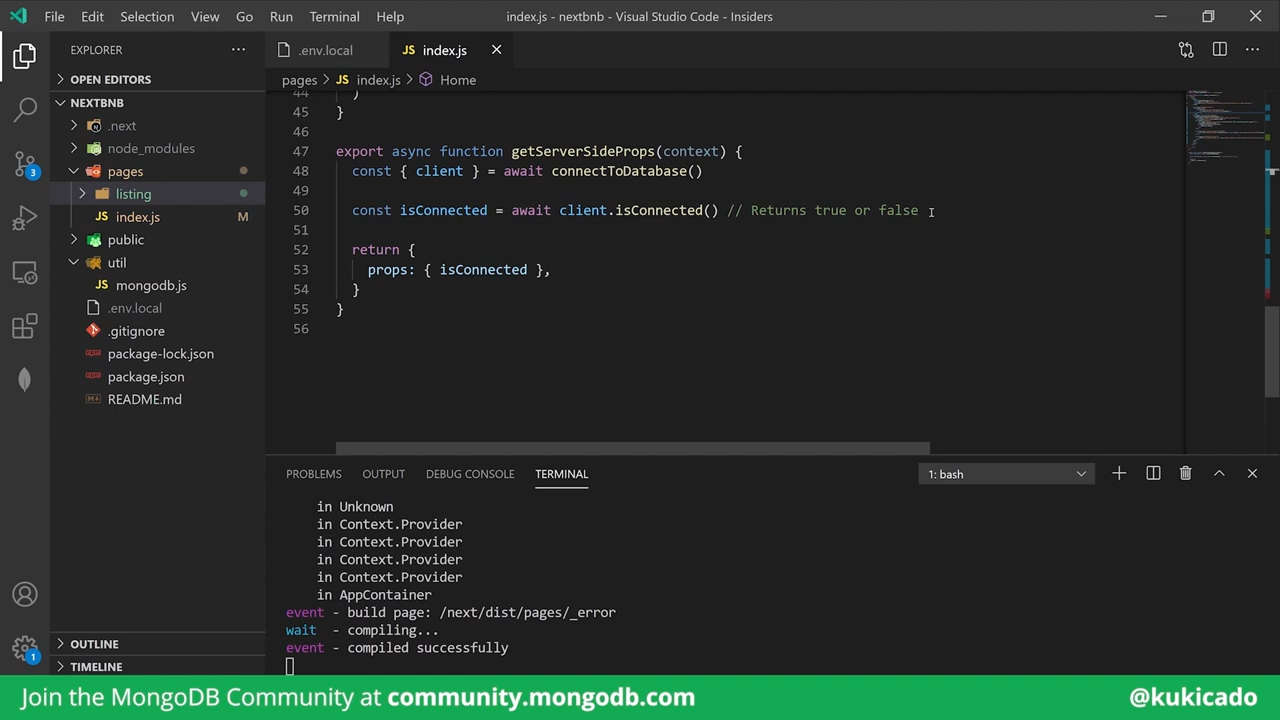 File Edit Selection View Go Run Terminal Help
index.js - nextbnb - Visual Studio Code - Insiders
EXPLORER
OPEN EDITORS
NEXTBNB
.next
node_modules
pages
listing
index.js M
public
util
JS mongodb.js
.env.local
.gitignore
package-lock.json
package.json
README.md
OUTLINE
TIMELINE
3
1
.env.local
JS index.js
pages > JS index.js > Home
44 )
45 }
46
47 export async function getServerSideProps(context) {
48 const { client } = await connectToDatabase()
49
50 const isConnected = await client.isConnected() // Returns true or false
51
52 return {
53 props: { isConnected },
54 }
55 }
56
PROBLEMS OUTPUT DEBUG CONSOLE TERMINAL
1: bash
in Unknown
in Context.Provider
in Context.Provider
in Context.Provider
in Context.Provider
in AppContainer
event - build page: /next/dist/pages/_error
wait - compiling...
event - compiled successfully
Join the MongoDB Community at community.mongodb.com
@kukicado